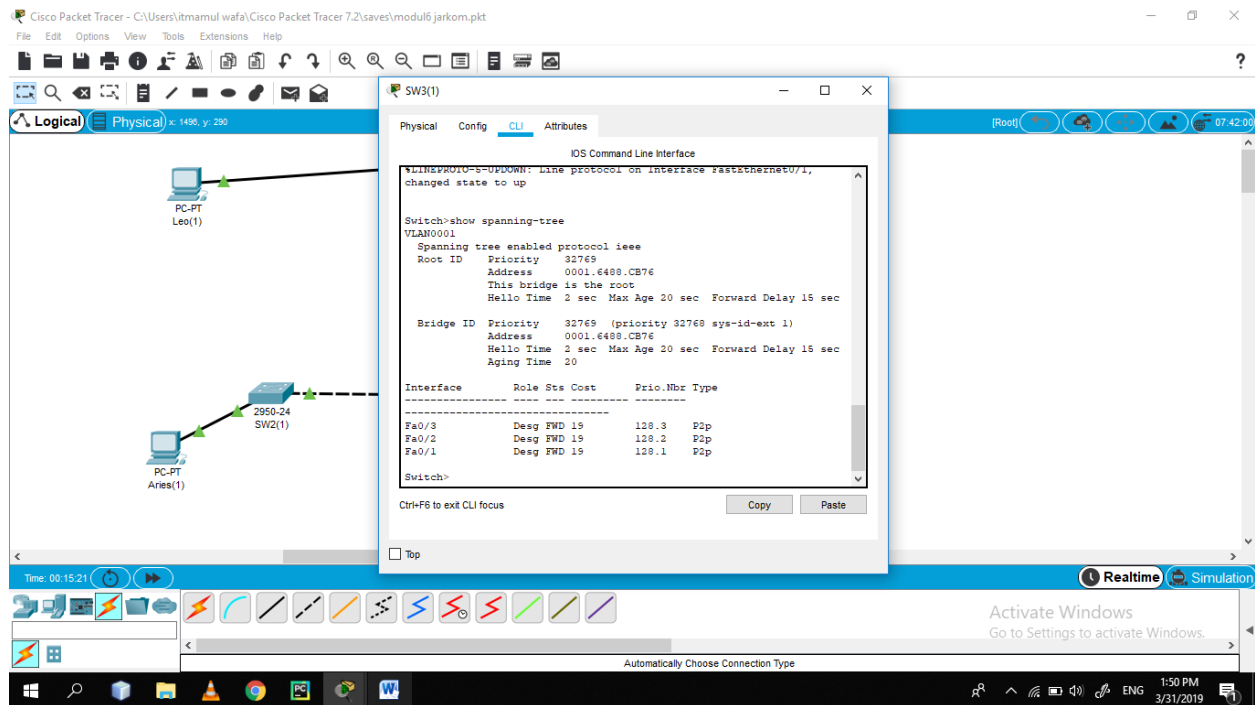 Cisco Packet Tracer - C:\Users\itmamul wafa\Cisco Packet Tracer 7.2\saves\modul6 jarkom.pkt
File Edit Options View Tools Extensions Help
?
Logical
Physical
x: 1496, y: 290
[Root]
07:42:00
PC-PT
Leo(1)
2950-24
SW2(1)
PC-PT
Aries(1)
SW3(1)
Physical Config CLI Attributes
IOS Command Line Interface
%LINEPROTO-5-UPDOWN: Line protocol on Interface FastEthernet0/1,
changed state to up
Switch>show spanning-tree
VLAN0001
Spanning tree enabled protocol ieee
Root ID Priority 32769
Address 0001.6488.CB76
This bridge is the root
Hello Time 2 sec Max Age 20 sec Forward Delay 15 sec
Bridge ID Priority 32769 (priority 32768 sys-id-ext 1)
Address 0001.6488.CB76
Hello Time 2 sec Max Age 20 sec Forward Delay 15 sec
Aging Time 20
Interface Role Sts Cost Prio.Nbr Type
---------------- ---- --- --------- --------
--------------------------------
Fa0/3 Desg FWD 19 128.3 P2p
Fa0/2 Desg FWD 19 128.2 P2p
Fa0/1 Desg FWD 19 128.1 P2p
Switch>
Ctrl+F6 to exit CLI focus
Copy
Paste
Top
Time: 00:15:21
Realtime
Simulation
Activate Windows
Go to Settings to activate Windows.
Automatically Choose Connection Type
ENG
1:50 PM
3/31/2019